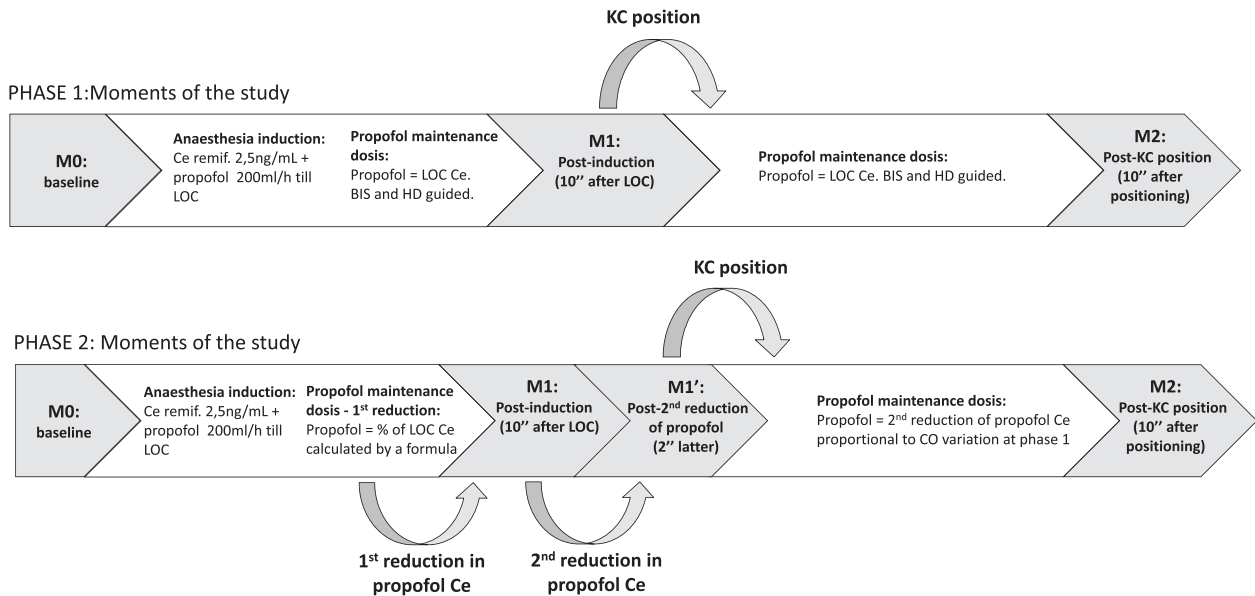 KC position
PHASE 1:Moments of the study
M0:
baseline
Anaesthesia induction:
Ce remif. 2,5ng/mL +
propofol 200ml/h till
LOC
Propofol maintenance
dosis:
Propofol = LOC Ce.
BIS and HD guided.
M1:
Post-induction
(10’’ after LOC)
Propofol maintenance dosis:
Propofol = LOC Ce. BIS and HD guided.
M2:
Post-KC position
(10’’ after
positioning)
KC position
PHASE 2: Moments of the study
M0:
baseline
Anaesthesia induction:
Ce remif. 2,5ng/mL +
propofol 200ml/h till
LOC
Propofol maintenance
dosis - 1st reduction:
Propofol = % of LOC Ce
calculated by a formula
M1:
Post-induction
(10’’ after LOC)
M1’:
Post-2nd reduction
of propofol
(2’’ latter)
Propofol maintenance dosis:
Propofol = 2nd reduction of propofol Ce
proportional to CO variation at phase 1
M2:
Post-KC position
(10’’ after
positioning)
1st reduction in
propofol Ce
2nd reduction in
propofol Ce